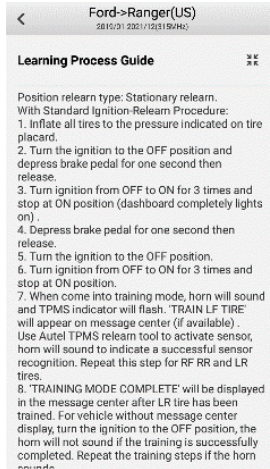 Ford->Ranger(US)
2019/01 2021/12(315MHz)
Learning Process Guide
Position relearn type: Stationary relearn.
With Standard Ignition-Relearn Procedure:
1. Inflate all tires to the pressure indicated on tire
placard.
2. Turn the ignition to the OFF position and
depress brake pedal for one second then
release.
3. Turn ignition from OFF to ON for 3 times and
stop at ON position (dashboard completely lights
on) .
4. Depress brake pedal for one second then
release.
5. Turn the ignition to the OFF position.
6. Turn ignition from OFF to ON for 3 times and
stop at ON position.
7. When come into training mode, horn will sound
and TPMS indicator will flash. 'TRAIN LF TIRE'
will appear on message center (if available) .
Use Autel TPMS relearn tool to activate sensor,
horn will sound to indicate a successful sensor
recognition. Repeat this step for RF RR and LR
tires.
8. 'TRAINING MODE COMPLETE' will be displayed
in the message center after LR tire has been
trained. For vehicle without message center
display, turn the ignition to the OFF position, the
horn will not sound if the training is successfully
completed. Repeat the training steps if the horn
sounds.